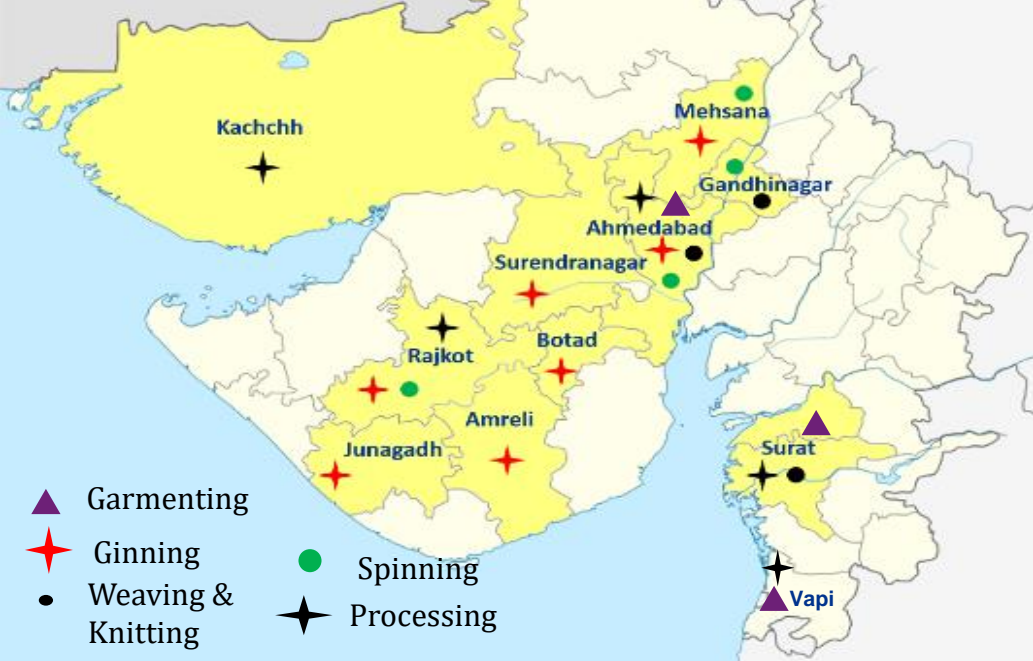 Kachchh
Mehsana
Gandhinagar
Ahmedabad
Surendranagar
Botad
Rajkot
Amreli
Junagadh
Surat
Vapi
Garmenting
Ginning
Weaving &
Knitting
Spinning
Processing